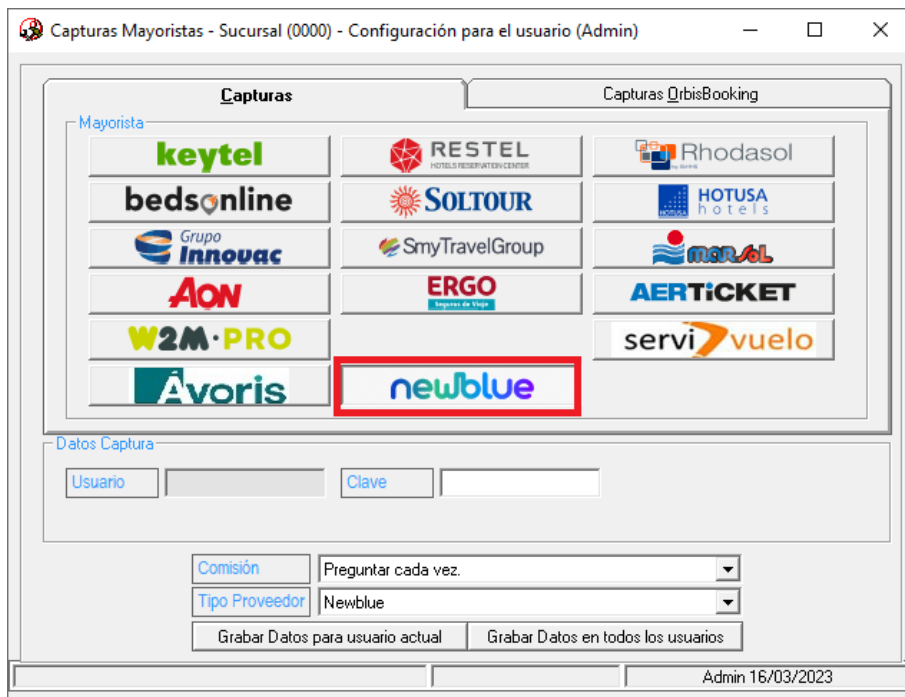 Capturas Mayoristas - Sucursal (0000) - Configuración para el usuario (Admin)
Capturas
Capturas OrbisBooking
Mayorista
keytel
RESTEL
HOTELS RESERVATION CENTER
Rhodasol
bedsonline
SOLTOUR
HOTUSA
hotels
HOTUSA
Grupo
Innovac
SmyTravelGroup
marsol
AON
ERGO
Seguros de Viaje
AERTiCKET
W2M·PRO
servivuelo
Ávoris
newblue
Datos Captura
Usuario
Clave
Comisión
Preguntar cada vez.
Tipo Proveedor
Newblue
Grabar Datos para usuario actual
Grabar Datos en todos los usuarios
Admin 16/03/2023